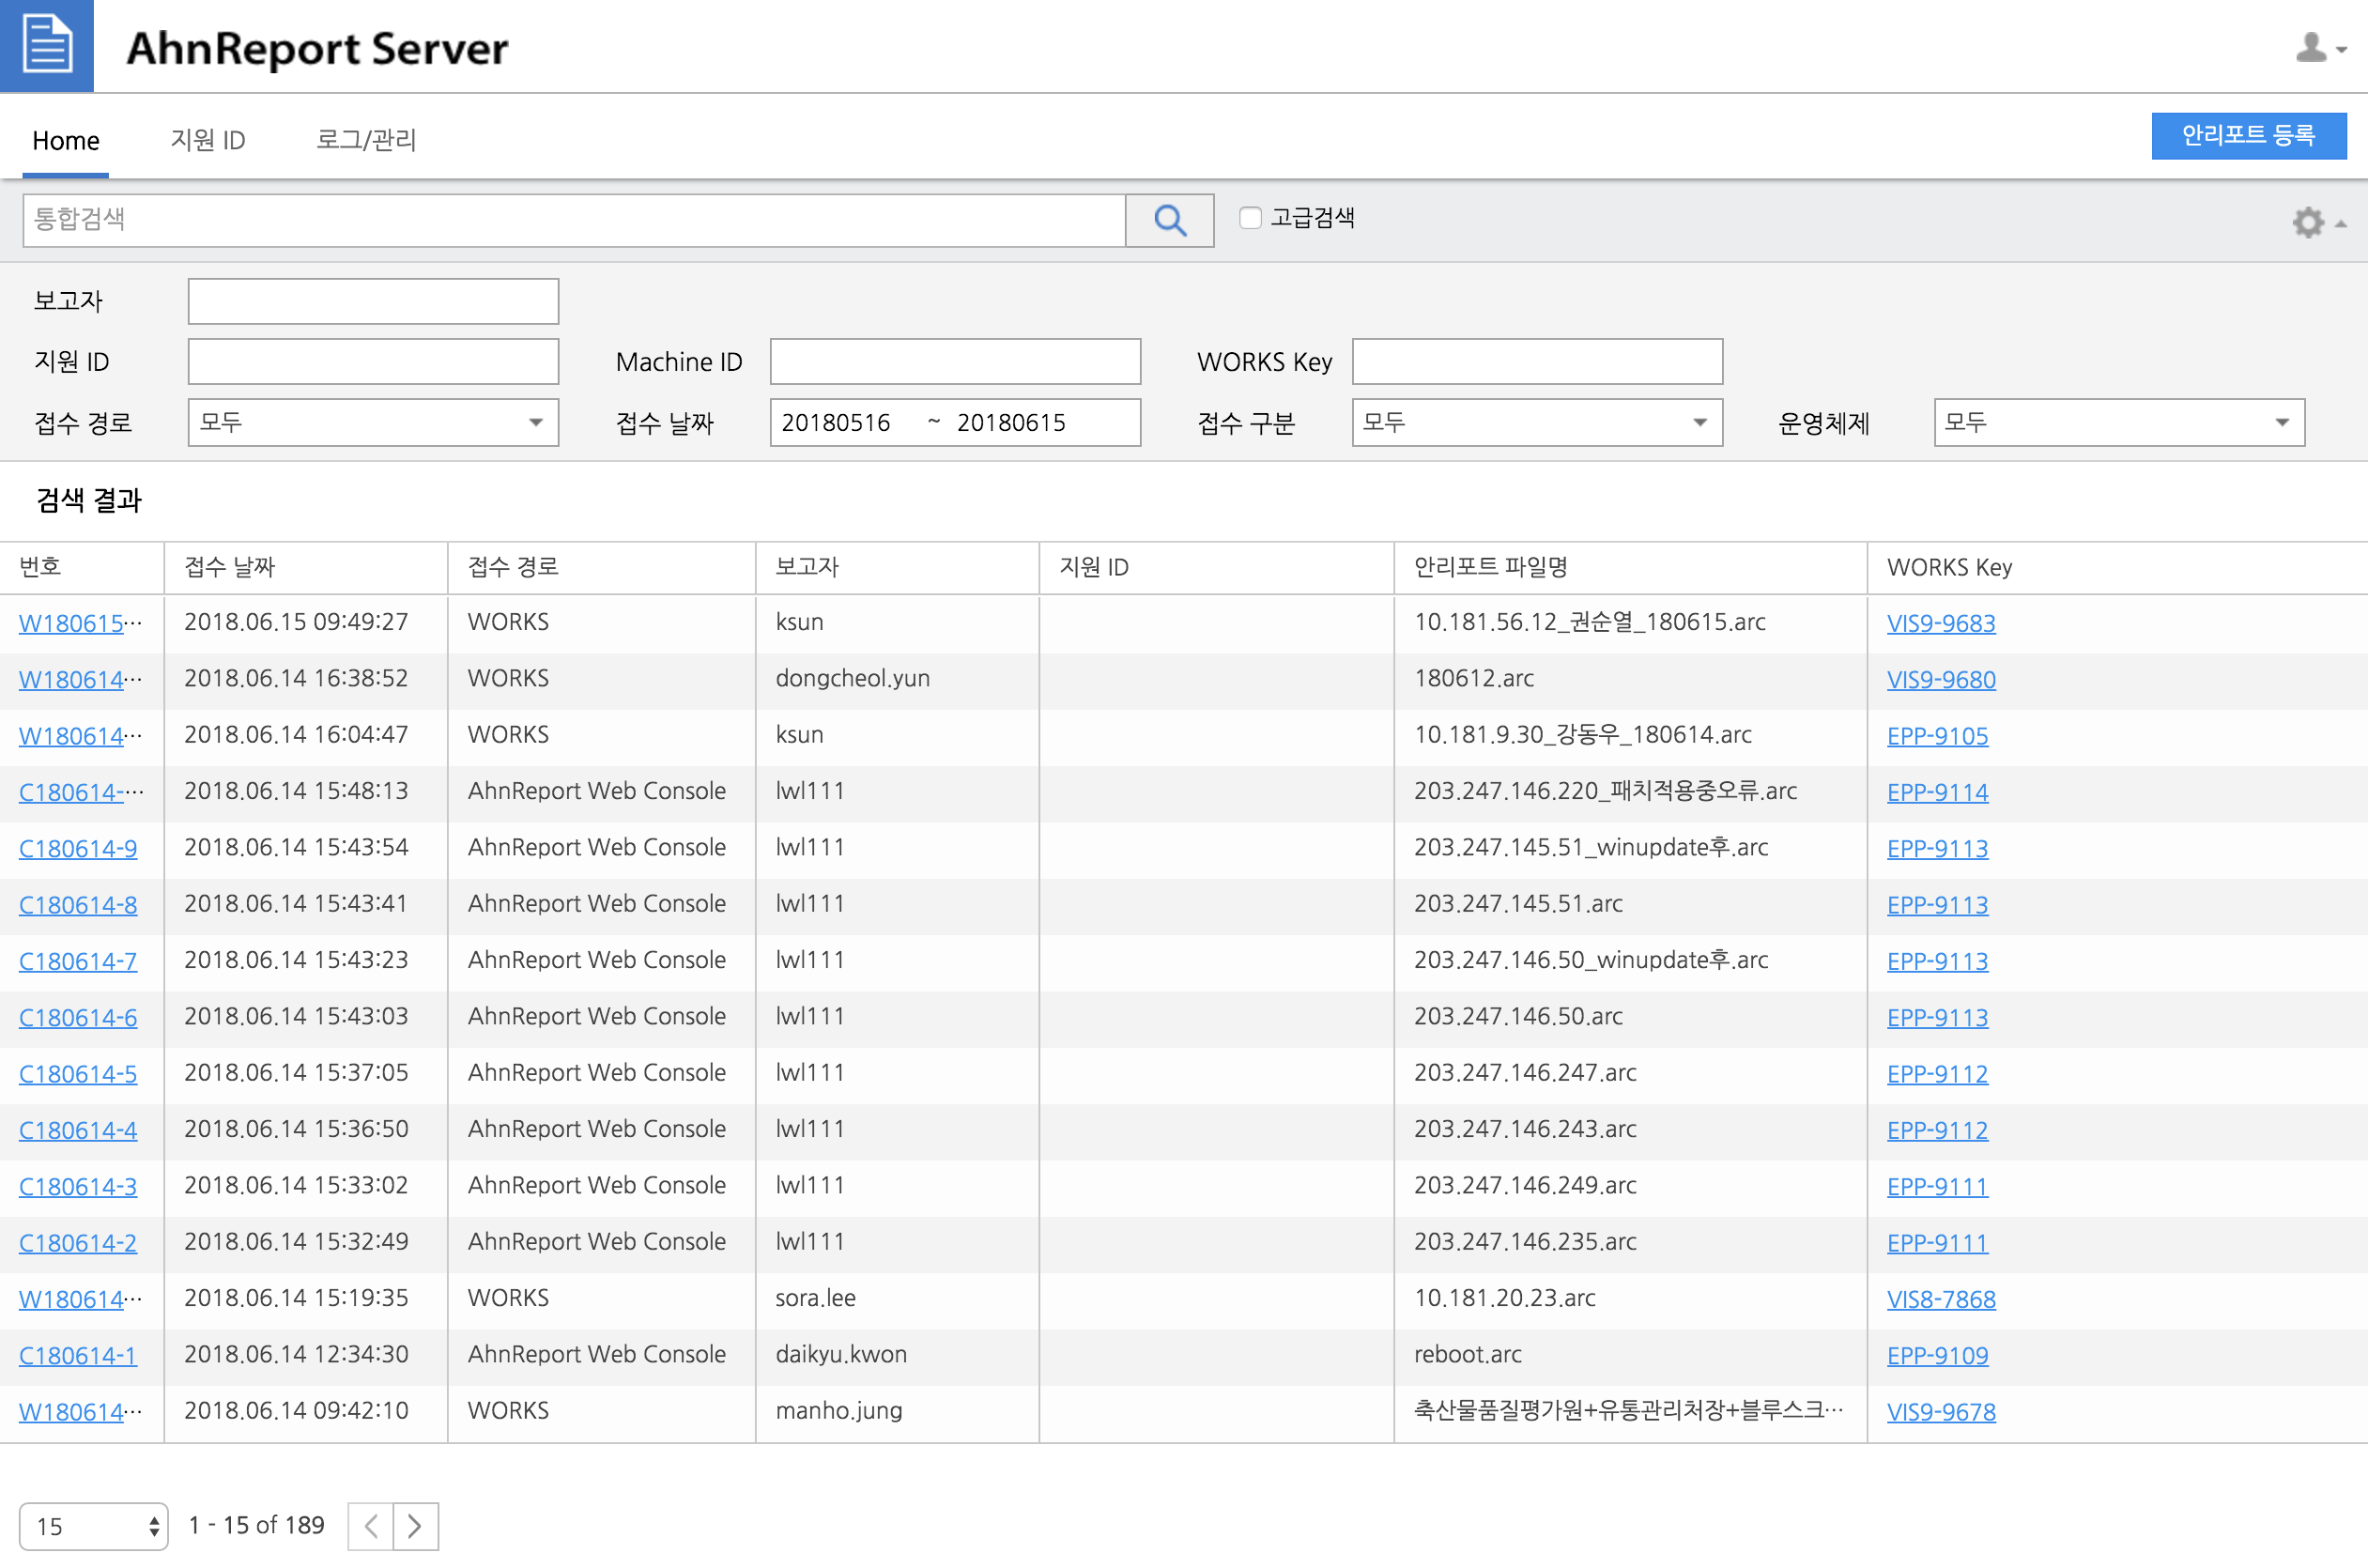 AhnReport Server
Home 지원 ID 로그/관리 안리포트 등록
통합검색 고급검색
보고자
지원 ID Machine ID WORKS Key
접수 경로 모두 접수 날짜 20180516 ~ 20180615 접수 구분 모두 운영체제 모두
검색 결과
번호 접수 날짜 접수 경로 보고자 지원 ID 안리포트 파일명 WORKS Key
W180615… 2018.06.15 09:49:27 WORKS ksun 10.181.56.12_권순열_180615.arc VIS9-9683
W180614… 2018.06.14 16:38:52 WORKS dongcheol.yun 180612.arc VIS9-9680
W180614… 2018.06.14 16:04:47 WORKS ksun 10.181.9.30_강동우_180614.arc EPP-9105
C180614-… 2018.06.14 15:48:13 AhnReport Web Console lwl111 203.247.146.220_패치적용중오류.arc EPP-9114
C180614-9 2018.06.14 15:43:54 AhnReport Web Console lwl111 203.247.145.51_winupdate후.arc EPP-9113
C180614-8 2018.06.14 15:43:41 AhnReport Web Console lwl111 203.247.145.51.arc EPP-9113
C180614-7 2018.06.14 15:43:23 AhnReport Web Console lwl111 203.247.146.50_winupdate후.arc EPP-9113
C180614-6 2018.06.14 15:43:03 AhnReport Web Console lwl111 203.247.146.50.arc EPP-9113
C180614-5 2018.06.14 15:37:05 AhnReport Web Console lwl111 203.247.146.247.arc EPP-9112
C180614-4 2018.06.14 15:36:50 AhnReport Web Console lwl111 203.247.146.243.arc EPP-9112
C180614-3 2018.06.14 15:33:02 AhnReport Web Console lwl111 203.247.146.249.arc EPP-9111
C180614-2 2018.06.14 15:32:49 AhnReport Web Console lwl111 203.247.146.235.arc EPP-9111
W180614… 2018.06.14 15:19:35 WORKS sora.lee 10.181.20.23.arc VIS8-7868
C180614-1 2018.06.14 12:34:30 AhnReport Web Console daikyu.kwon reboot.arc EPP-9109
W180614… 2018.06.14 09:42:10 WORKS manho.jung 축산물품질평가원+유통관리처장+블루스크… VIS9-9678
15 1 - 15 of 189